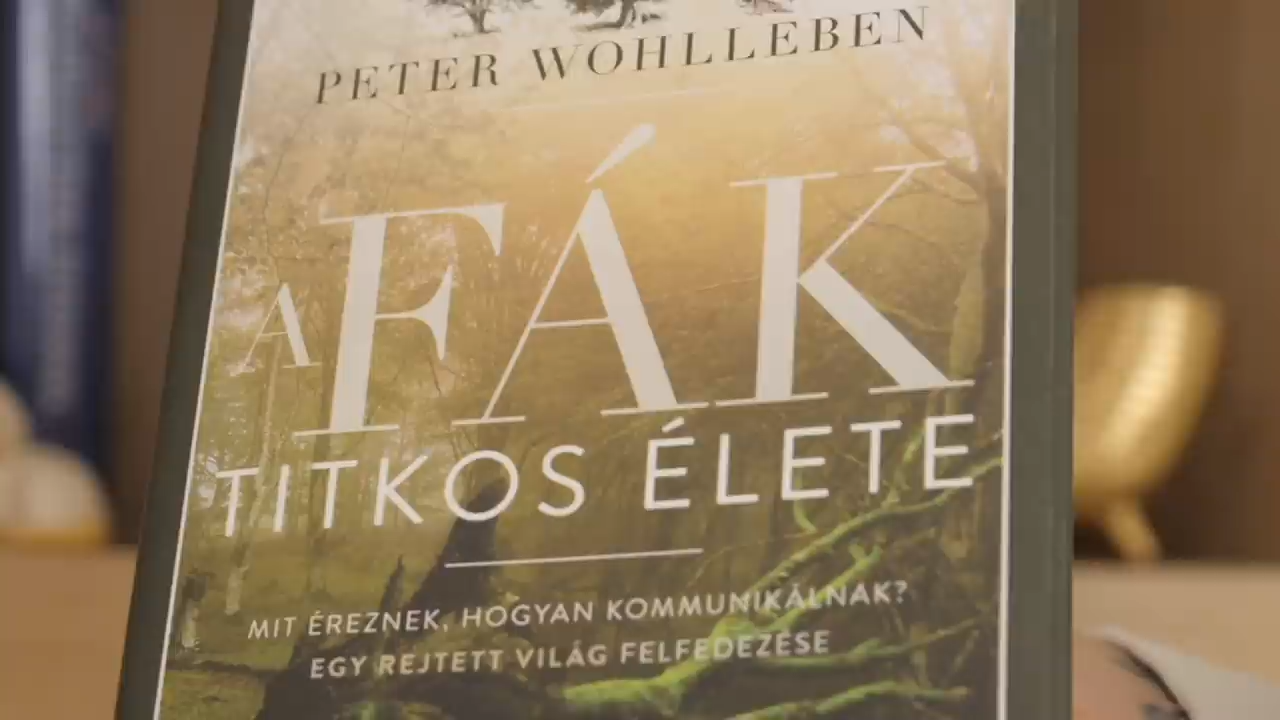 PETER WOHLLEBEN
A FÁK
TITKOS ÉLETE
MIT ÉREZNEK, HOGYAN KOMMUNIKÁLNAK?
EGY REJTETT VILÁG FELFEDEZÉSE